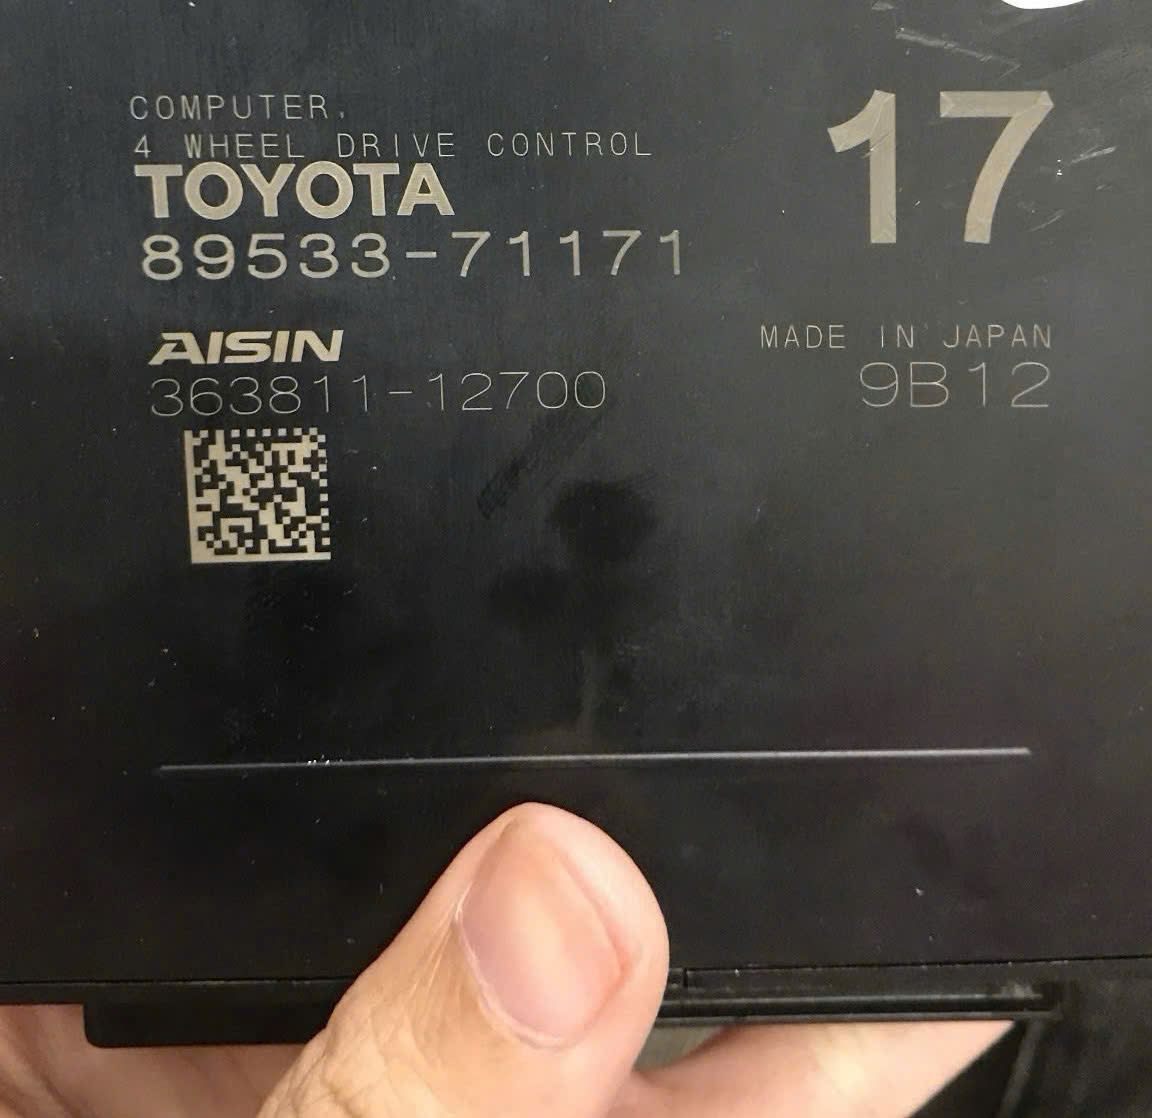 COMPUTER,
4 WHEEL DRIVE CONTROL
TOYOTA
89533-71171
17
AISIN
363811-12700
MADE IN JAPAN
9B12